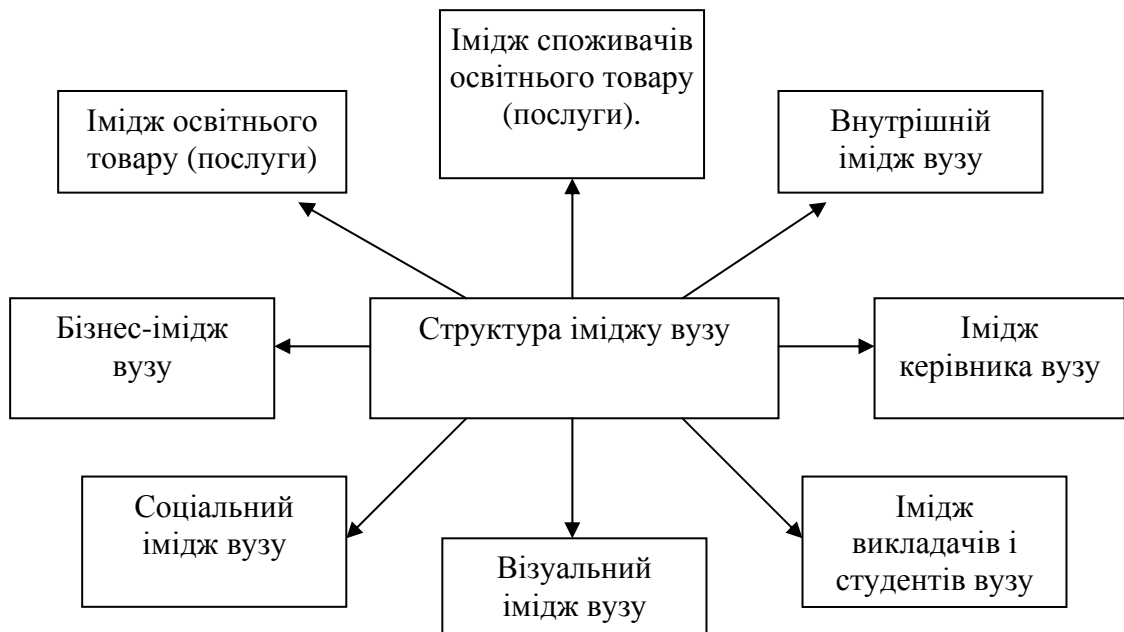 Імідж споживачів
освітнього товару
(послуги).
Імідж освітнього
товару (послуги)
Внутрішній
імідж вузу
Бізнес-імідж
вузу
Структура іміджу вузу
Імідж
керівника вузу
Соціальний
імідж вузу
Візуальний
імідж вузу
Імідж
викладачів і
студентів вузу